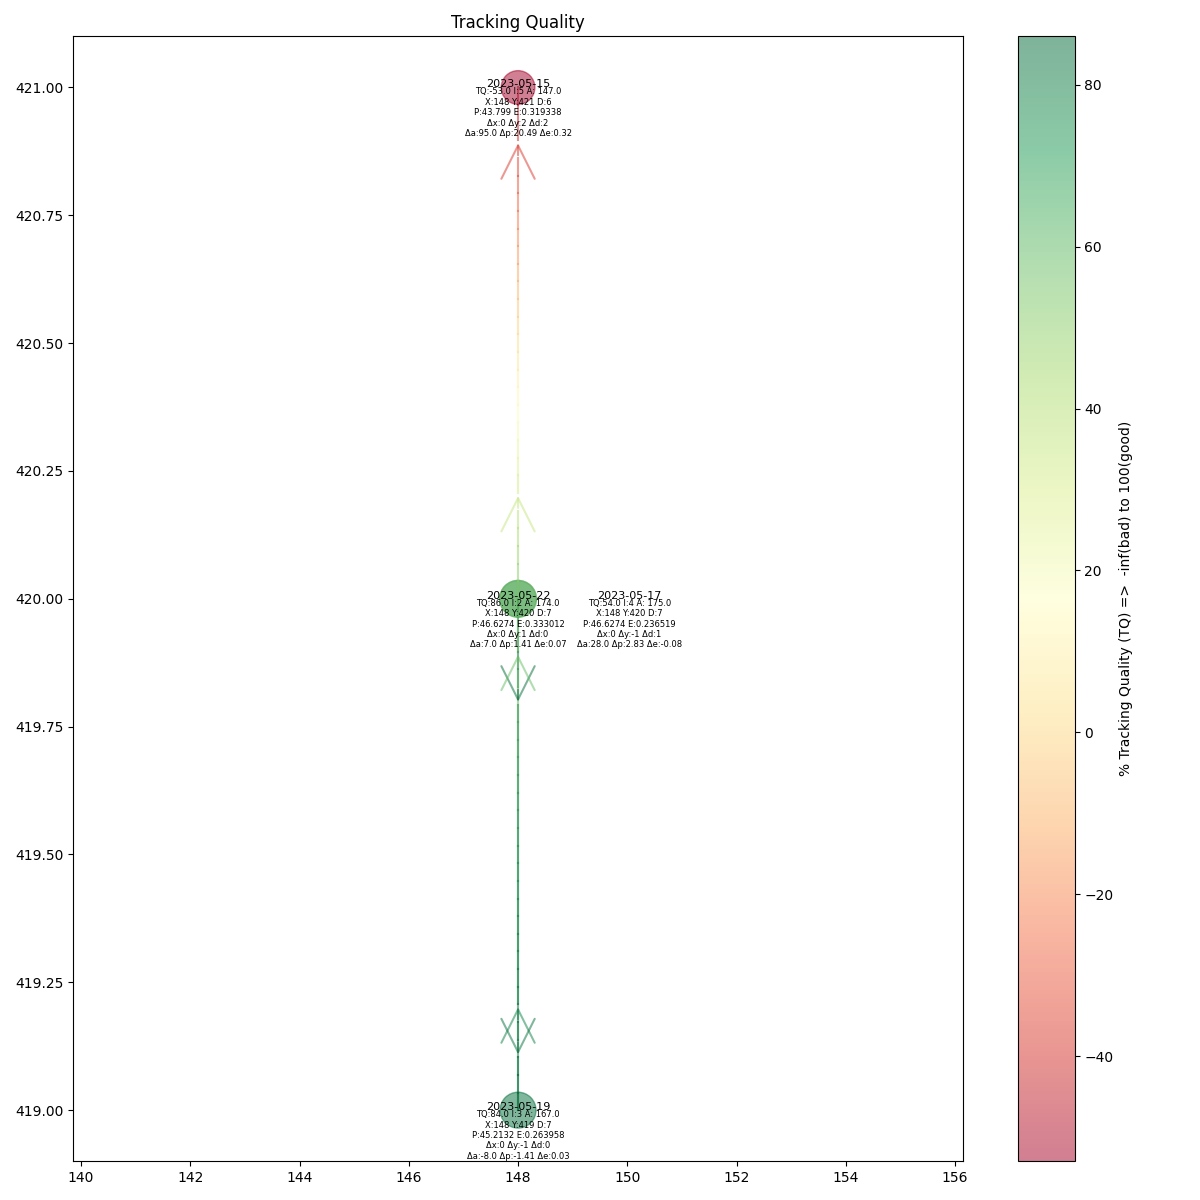 Tracking Quality
421.00
420.75
420.50
420.25
420.00
419.75
419.50
419.25
419.00
2023-05-15
TQ:-53.0 I:5 A: 147.0
X:148 Y:421 D:6
P:43.799 E:0.319338
Δx:0 Δy:2 Δd:2
Δa:95.0 Δp:20.49 Δe:0.32
2023-05-22
TQ:86.0 I:2 A: 174.0
X:148 Y:420 D:7
P:46.6274 E:0.333012
Δx:0 Δy:1 Δd:0
Δa:7.0 Δp:1.41 Δe:0.07
2023-05-17
TQ:54.0 I:4 A: 175.0
X:148 Y:420 D:7
P:46.6274 E:0.236519
Δx:0 Δy:-1 Δd:1
Δa:28.0 Δp:2.83 Δe:-0.08
2023-05-19
TQ:84.0 I:3 A: 167.0
X:148 Y:419 D:7
P:45.2132 E:0.263958
Δx:0 Δy:-1 Δd:0
Δa:-8.0 Δp:-1.41 Δe:0.03
140 142 144 146 148 150 152 154 156
80
60
40
20
0
−20
−40
% Tracking Quality (TQ) => -inf(bad) to 100(good)